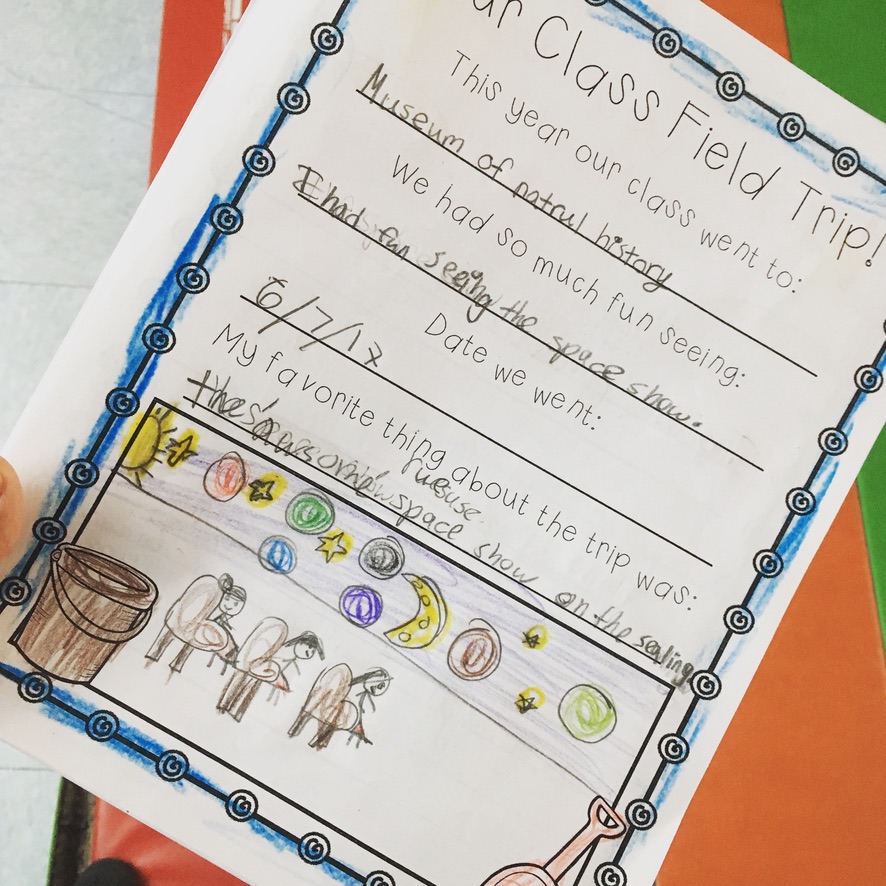 ur Class Field Trip!
This year our class went to:
Museum of natrul history
We had so much fun seeing:
I had fun seeing the space show.
Date we went:
6/7/17
My favorite thing about the trip was:
the space show on the sealing.